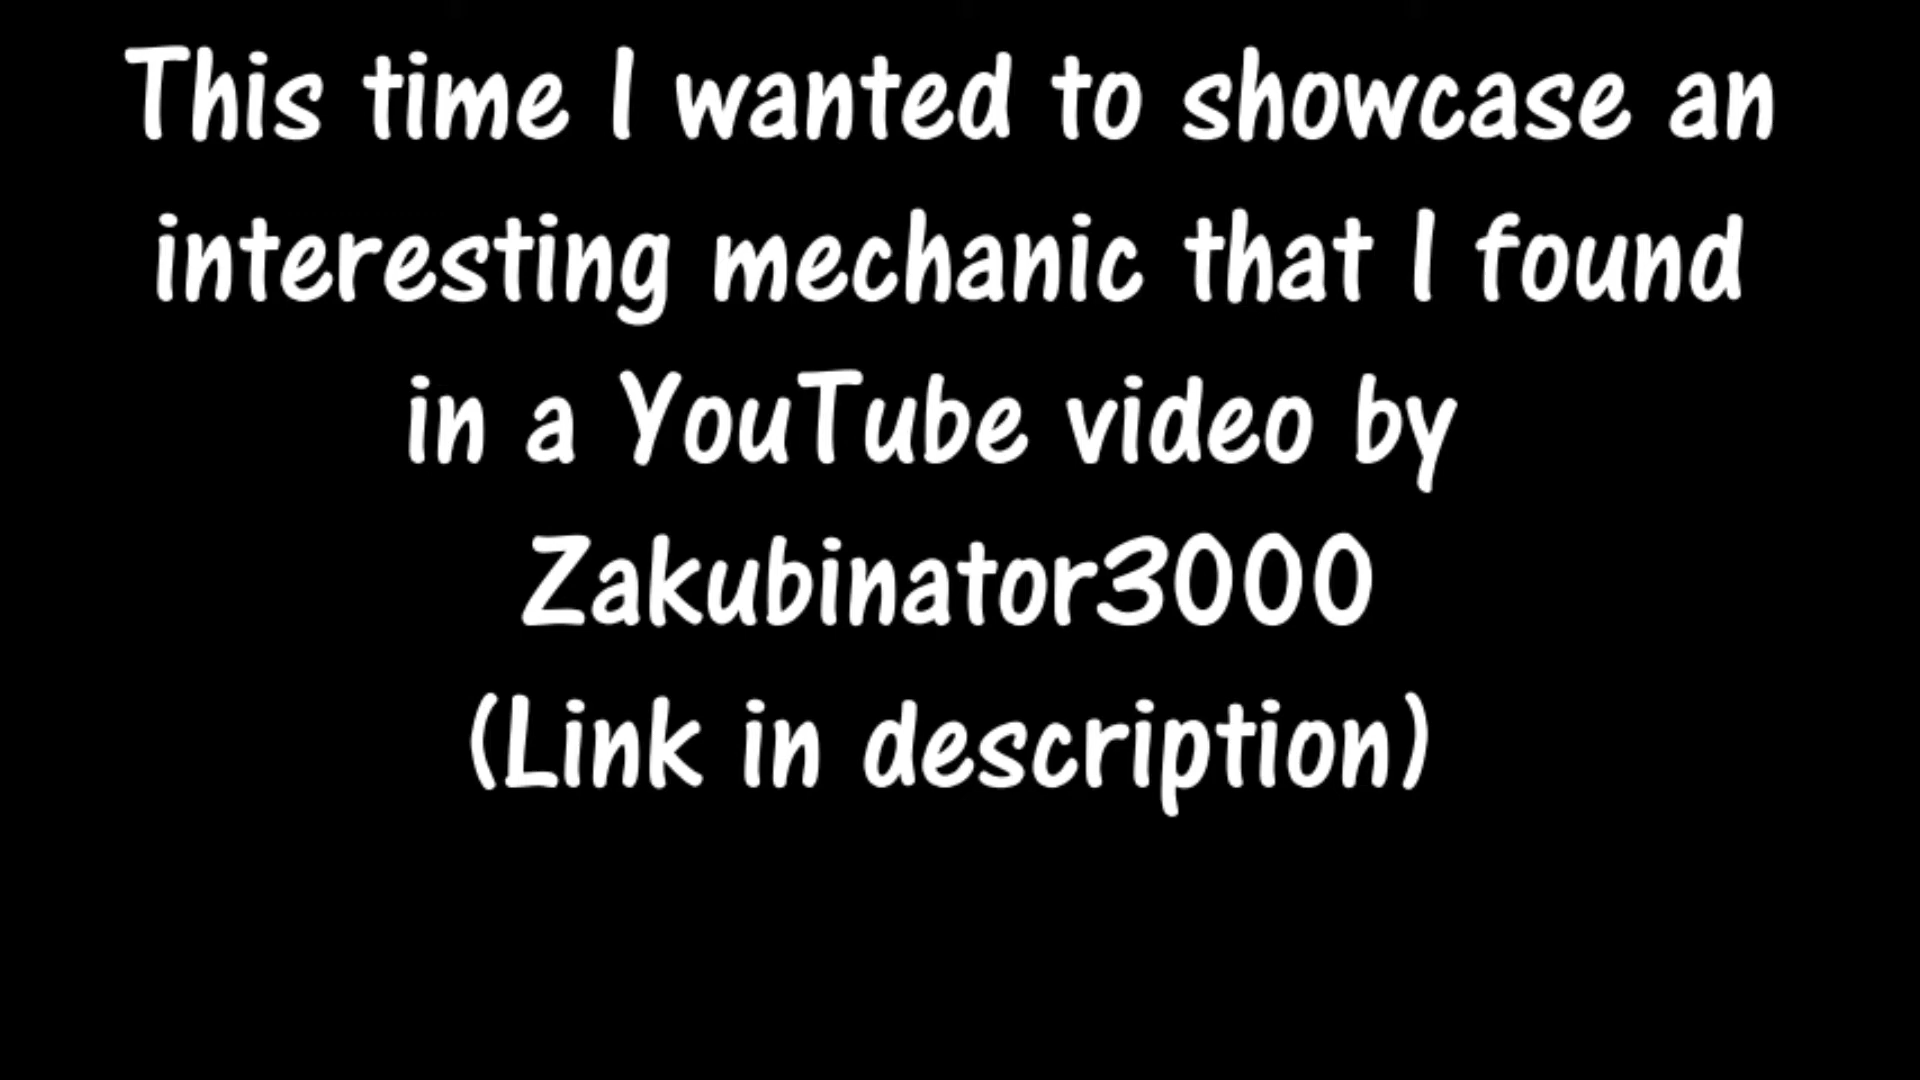 This time I wanted to showcase an
interesting mechanic that I found
in a YouTube video by
Zakubinator3000
(Link in description)